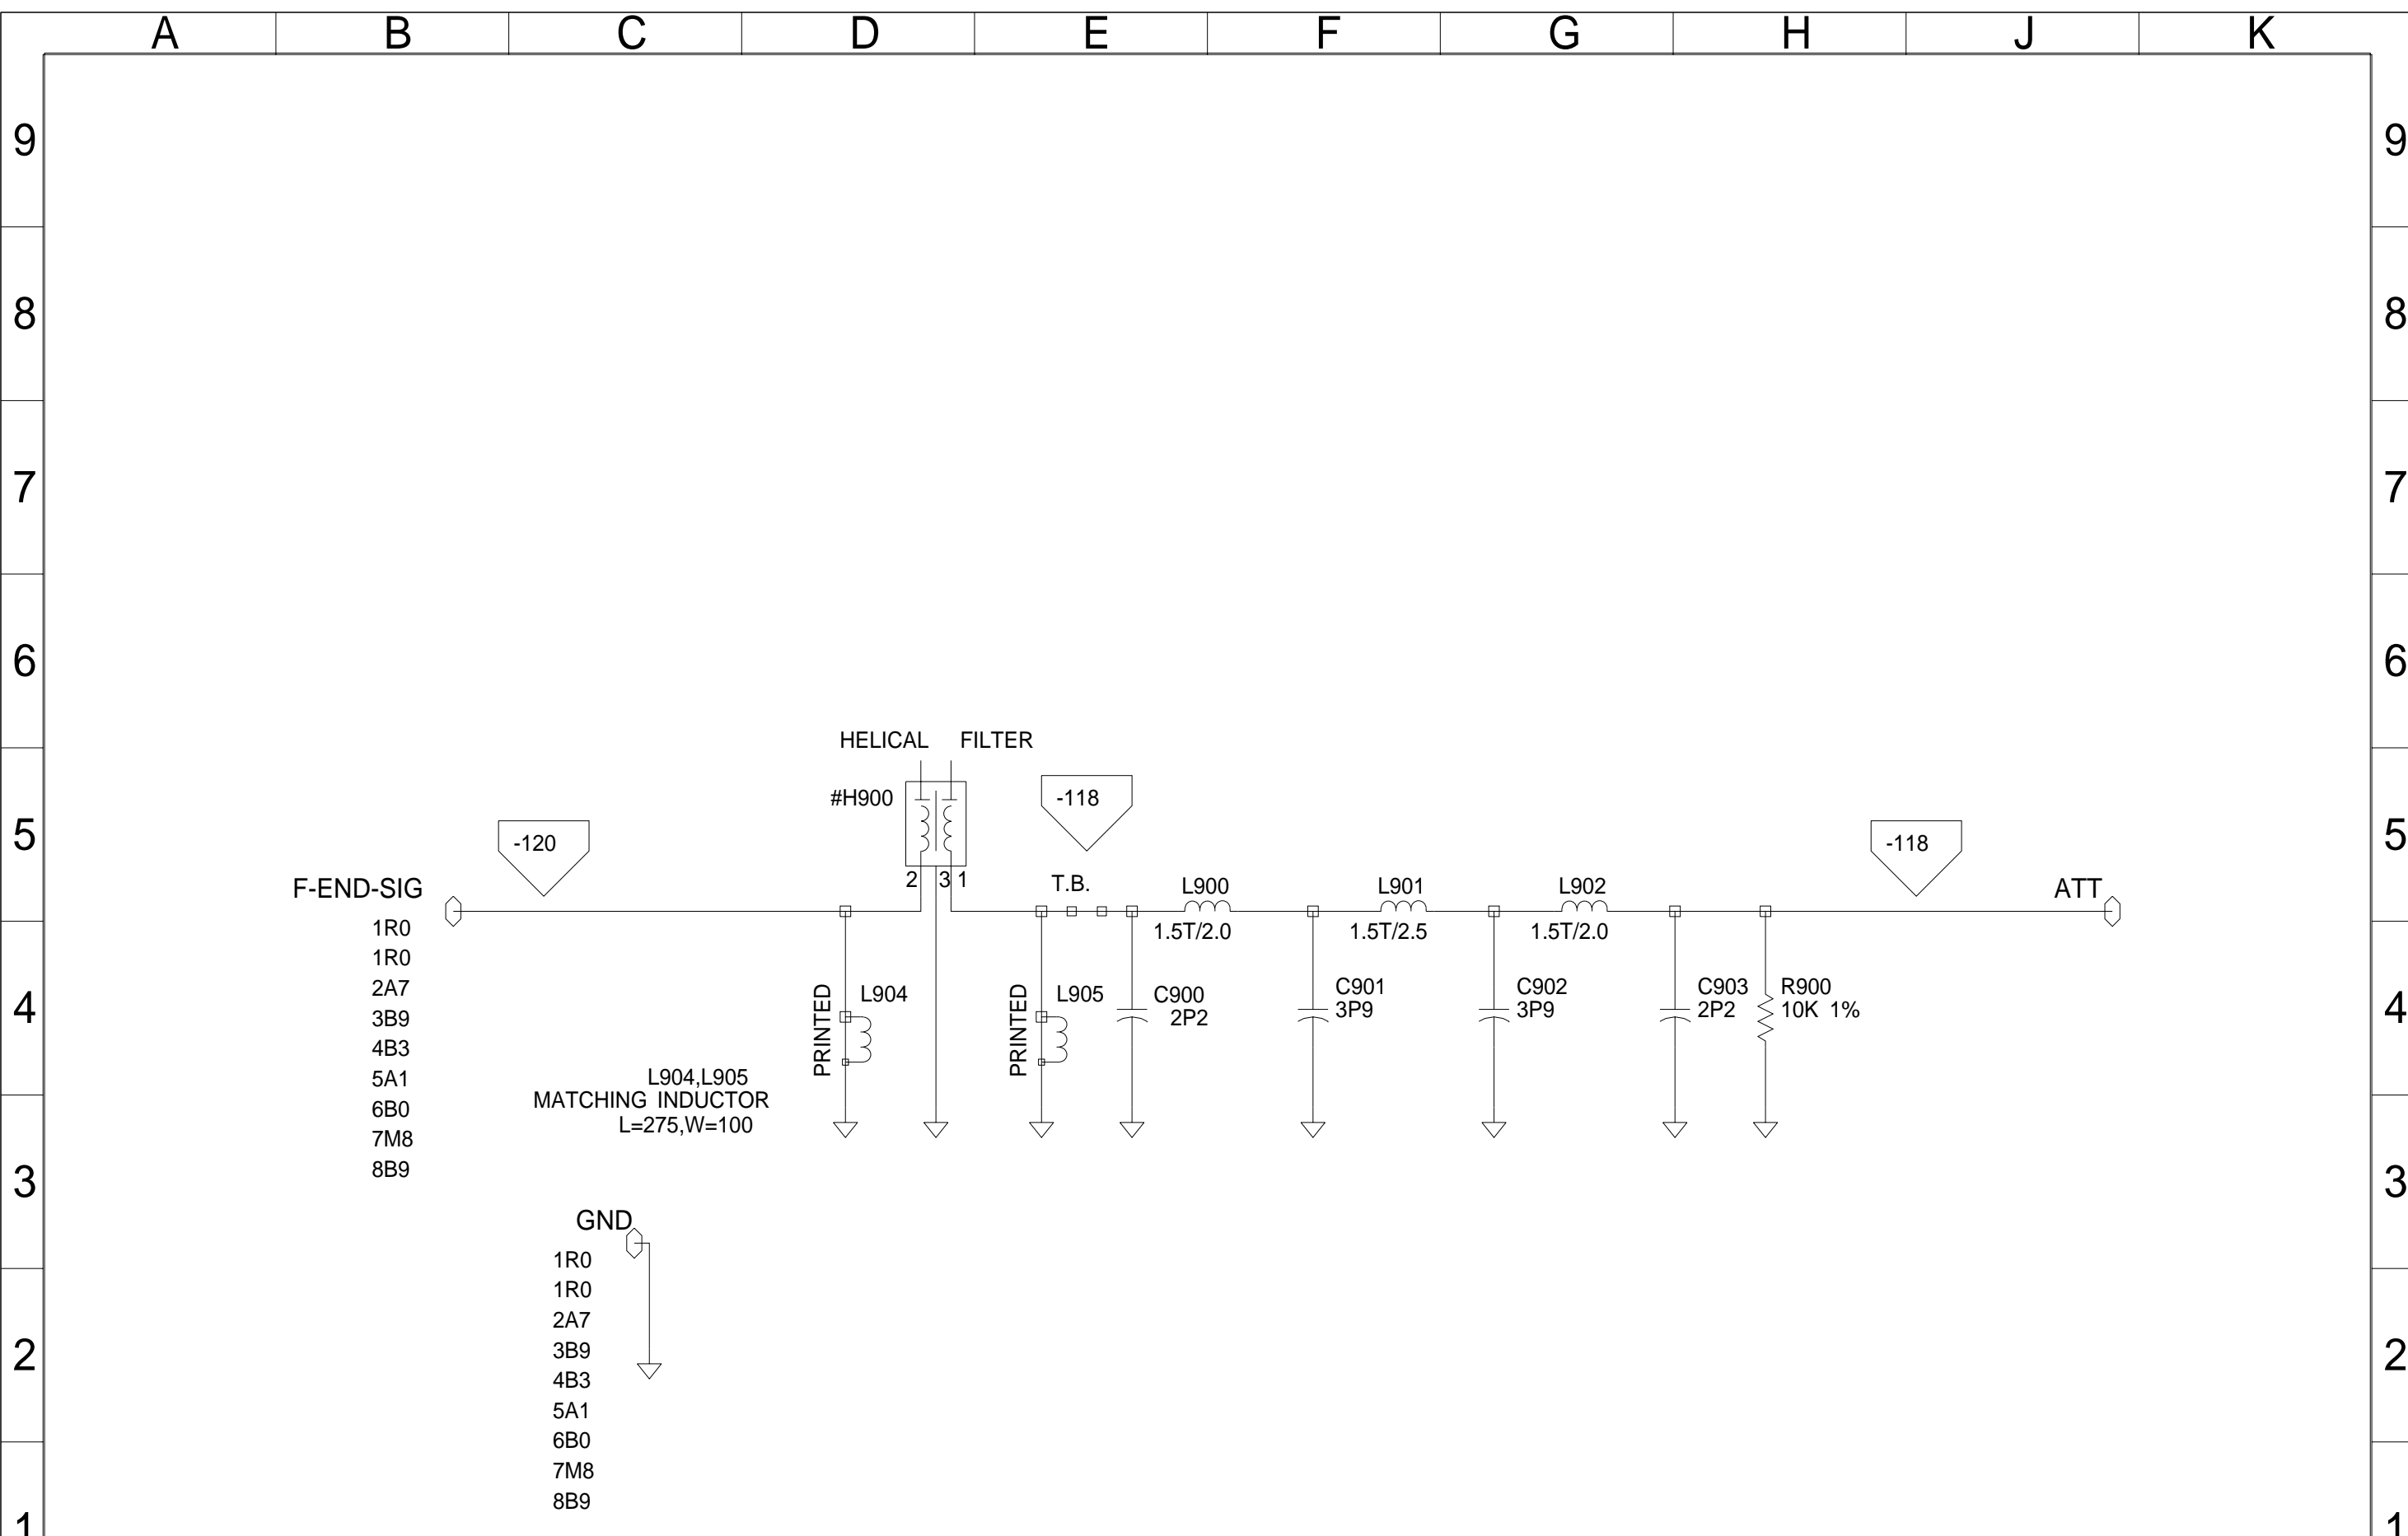 A B C D E F G H J K
9 9
8 8
7 7
6 6
HELICAL FILTER
#H900 -118
5 -120 -118 5
2 3 1 T.B.
F-END-SIG L900 L901 L902 ATT
1R0 1.5T/2.0 1.5T/2.5 1.5T/2.0
1R0
2A7 PRINTED L904 PRINTED L905 C900 C901 C902 C903 R900
4 3B9 2P2 3P9 3P9 2P2 10K 1% 4
4B3
5A1 L904,L905
6B0 MATCHING INDUCTOR
7M8 L=275,W=100
8B9
3 3
GND
1R0
1R0
2A7
2 3B9 2
4B3
5A1
6B0
7M8
8B9
1 1